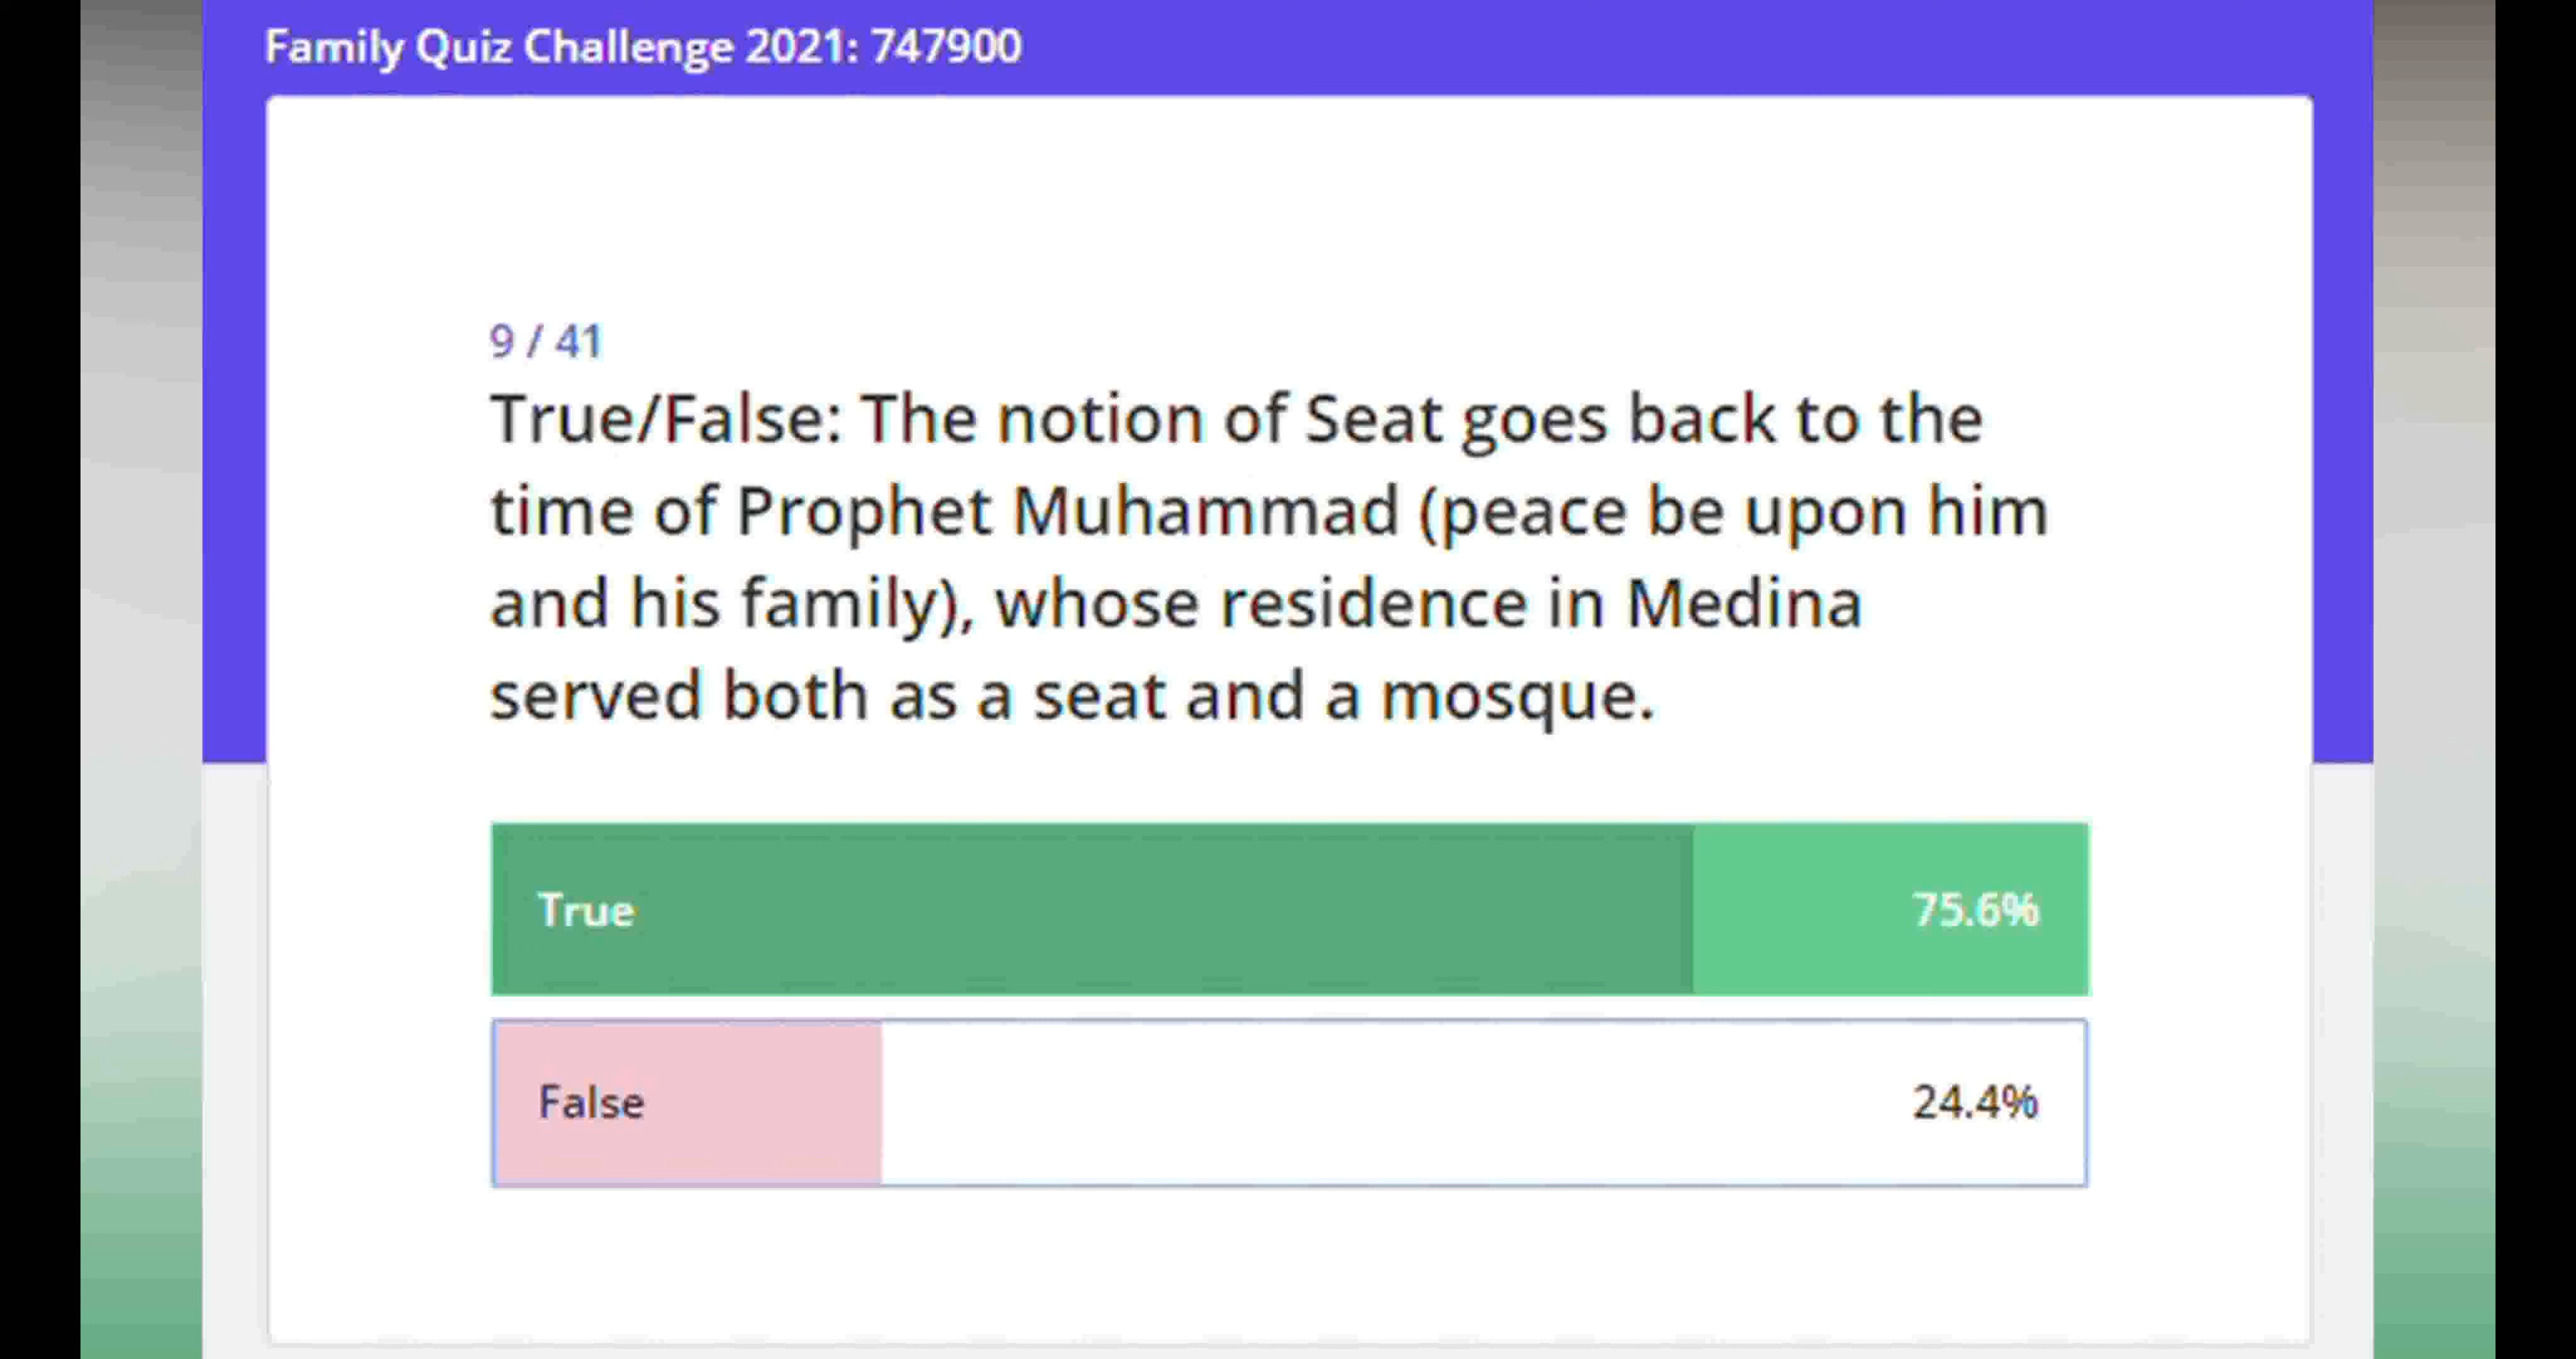 Family Quiz Challenge 2021: 747900
9 / 41
True/False: The notion of Seat goes back to the
time of Prophet Muhammad (peace be upon him
and his family), whose residence in Medina
served both as a seat and a mosque.
True 75.6%
False 24.4%